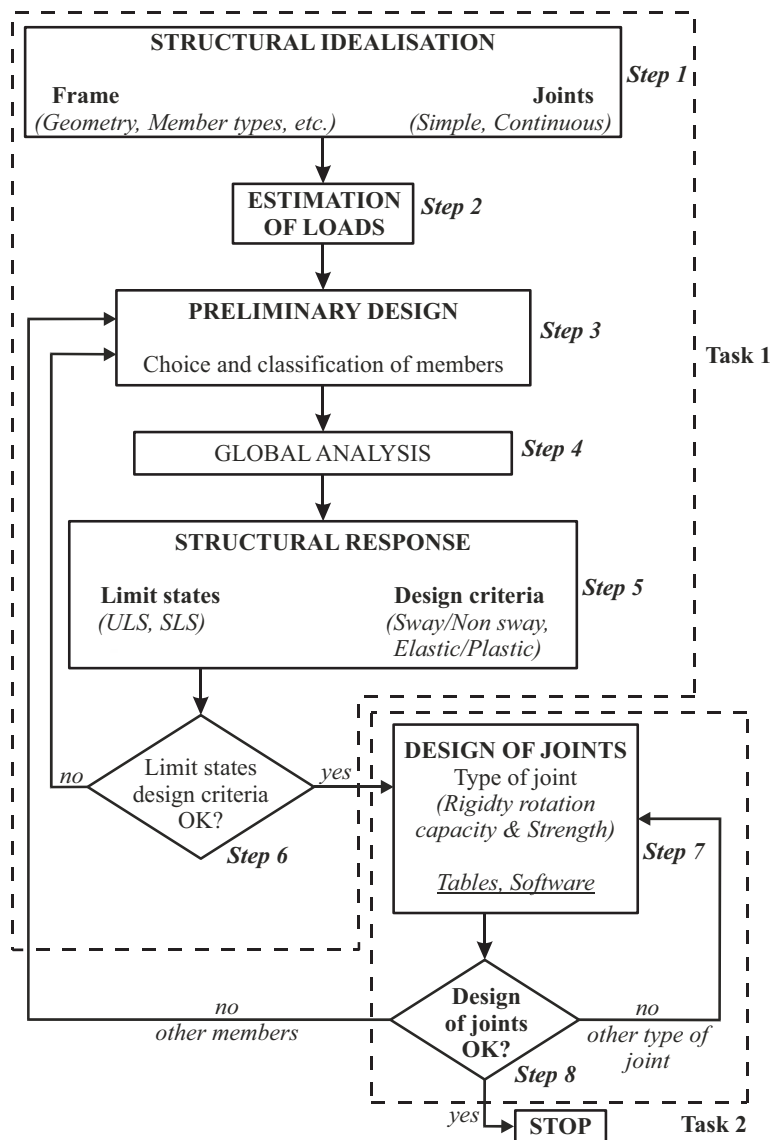 STRUCTURAL IDEALISATION
Step 1
Frame
Joints
(Geometry, Member types, etc.)
(Simple, Continuous)
ESTIMATION
OF LOADS
Step 2
PRELIMINARY DESIGN
Step 3
Choice and classification of members
Task 1
GLOBAL ANALYSIS
Step 4
STRUCTURAL RESPONSE
Step 5
Limit states
(ULS, SLS)
Design criteria
(Sway/Non sway,
Elastic/Plastic)
no
Limit states
design criteria
OK?
yes
Step 6
DESIGN OF JOINTS
Type of joint
(Rigidty rotation
capacity & Strength)
Step 7
Tables, Software
no
other members
Design
of joints
OK?
no
other type of
joint
Step 8
yes
STOP
Task 2